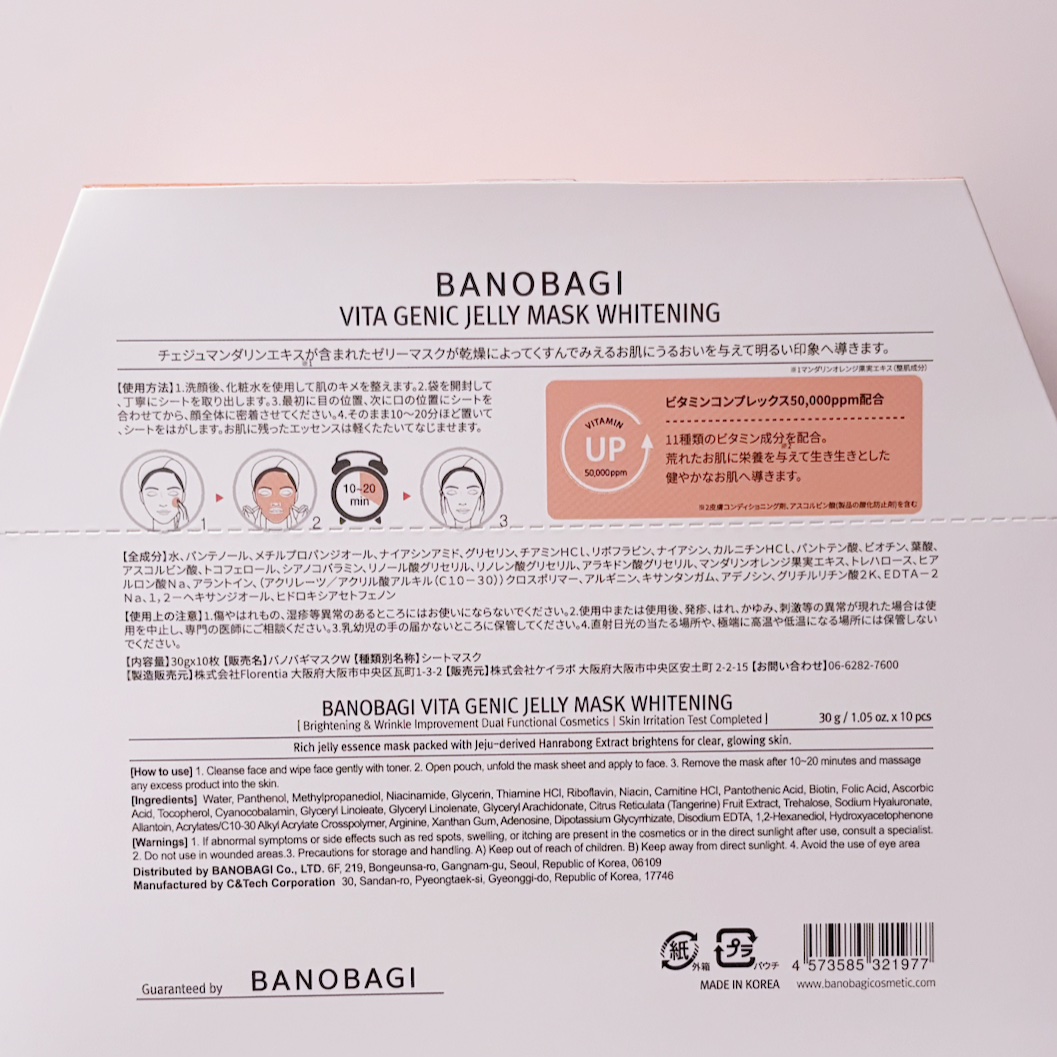 BANOBAGI
VITA GENIC JELLY MASK WHITENING
チェジュマンダリンエキスが含まれたゼリーマスクが乾燥によってくすんでみえるお肌にうるおいを与えて明るい印象へ導きます。
※1
※1マンダリンオレンジ果実エキス(整肌成分)
【使用方法】1.洗顔後、化粧水を使用して肌のキメを整えます。2.袋を開封して
、丁寧にシートを取り出します。3.最初に目の位置、次に口の位置にシートを
合わせてから、顔全体に密着させてください。4.そのまま10〜20分ほど置いて
、シートをはがします。お肌に残ったエッセンスは軽くたたいてなじませます。
1
2
10~20
min
3
VITAMIN
UP
50,000ppm
ビタミンコンプレックス50,000ppm配合
11種類のビタミン成分を配合。
※2
荒れたお肌に栄養を与えて生き生きとした
健やかなお肌へ導きます。
※2皮膚コンディショニング剤、アスコルビン酸(製品の酸化防止剤)を含む
【全成分】水、パンテノール、メチルプロパンジオール、ナイアシンアミド、グリセリン、チアミンHCl、リボフラビン、ナイアシン、カルニチンHCl、パントテン酸、ビオチン、葉酸、
アスコルビン酸、トコフェロール、シアノコバラミン、リノール酸グリセリル、リノレン酸グリセリル、アラキドン酸グリセリル、マンダリンオレンジ果実エキス、トレハロース、ヒア
ルロン酸Na、アラントイン、(アクリレーツ/アクリル酸アルキル(C10-30))クロスポリマー、アルギニン、キサンタンガム、アデノシン、グリチルリチン酸2K、EDTA-2
Na、1,2-ヘキサンジオール、ヒドロキシアセトフェノン
【使用上の注意】1.傷やはれもの、湿疹等異常のあるところにはお使いにならないでください。2.使用中または使用後、発疹、はれ、かゆみ、刺激等の異常が現れた場合は使
用を中止し、専門の医師にご相談ください。3.乳幼児の手の届かないところに保管してください。4.直射日光の当たる場所や、極端に高温や低温になる場所には保管しない
でください。
【内容量】30gx10枚【販売名】バノバギマスクW【種類別名称】シートマスク
【製造販売元】株式会社Florentia 大阪府大阪市中央区瓦町1-3-2【販売元】株式会社ケイラボ 大阪府大阪市中央区安土町 2-2-15【お問い合わせ】06-6282-7600
BANOBAGI VITA GENIC JELLY MASK WHITENING
[ Brightening & Wrinkle Improvement Dual Functional Cosmetics | Skin Irritation Test Completed ]
30 g / 1.05 oz. x 10 pcs
Rich jelly essence mask packed with Jeju-derived Hanrabong Extract brightens for clear, glowing skin.
[How to use] 1. Cleanse face and wipe face gently with toner. 2. Open pouch, unfold the mask sheet and apply to face. 3. Remove the mask after 10~20 minutes and massage
any excess product into the skin.
[Ingredients] Water, Panthenol, Methylpropanediol, Niacinamide, Glycerin, Thiamine HCl, Riboflavin, Niacin, Carnitine HCl, Pantothenic Acid, Biotin, Folic Acid, Ascorbic
Acid, Tocopherol, Cyanocobalamin, Glyceryl Linoleate, Glyceryl Linolenate, Glyceryl Arachidonate, Citrus Reticulata (Tangerine) Fruit Extract, Trehalose, Sodium Hyaluronate,
Allantoin, Acrylates/C10-30 Alkyl Acrylate Crosspolymer, Arginine, Xanthan Gum, Adenosine, Dipotassium Glycyrrhizate, Disodium EDTA, 1,2-Hexanediol, Hydroxyacetophenone
[Warnings] 1. If abnormal symptoms or side effects such as red spots, swelling, or itching are present in the cosmetics or in the direct sunlight after use, consult a specialist.
2. Do not use in wounded areas.3. Precautions for storage and handling. A) Keep out of reach of children. B) Keep away from direct sunlight. 4. Avoid the use of eye area
Distributed by BANOBAGI Co., LTD. 6F, 219, Bongeunsa-ro, Gangnam-gu, Seoul, Republic of Korea, 06109
Manufactured by C&Tech Corporation 30, Sandan-ro, Pyeongtaek-si, Gyeonggi-do, Republic of Korea, 17746
Guaranteed by BANOBAGI
紙 外箱
プラ パウチ
4 573585 321977
MADE IN KOREA www.banobagicosmetic.com